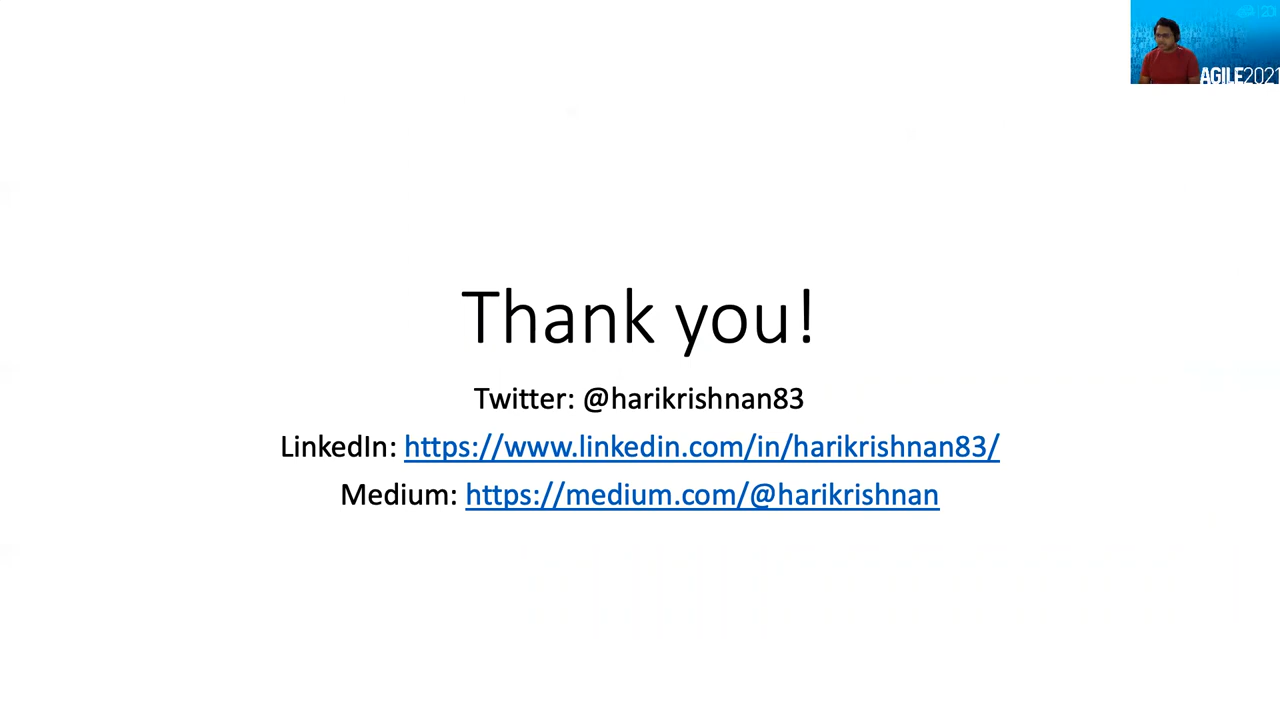 AGILE2021
Thank you!
Twitter: @harikrishnan83
LinkedIn: https://www.linkedin.com/in/harikrishnan83/
Medium: https://medium.com/@harikrishnan